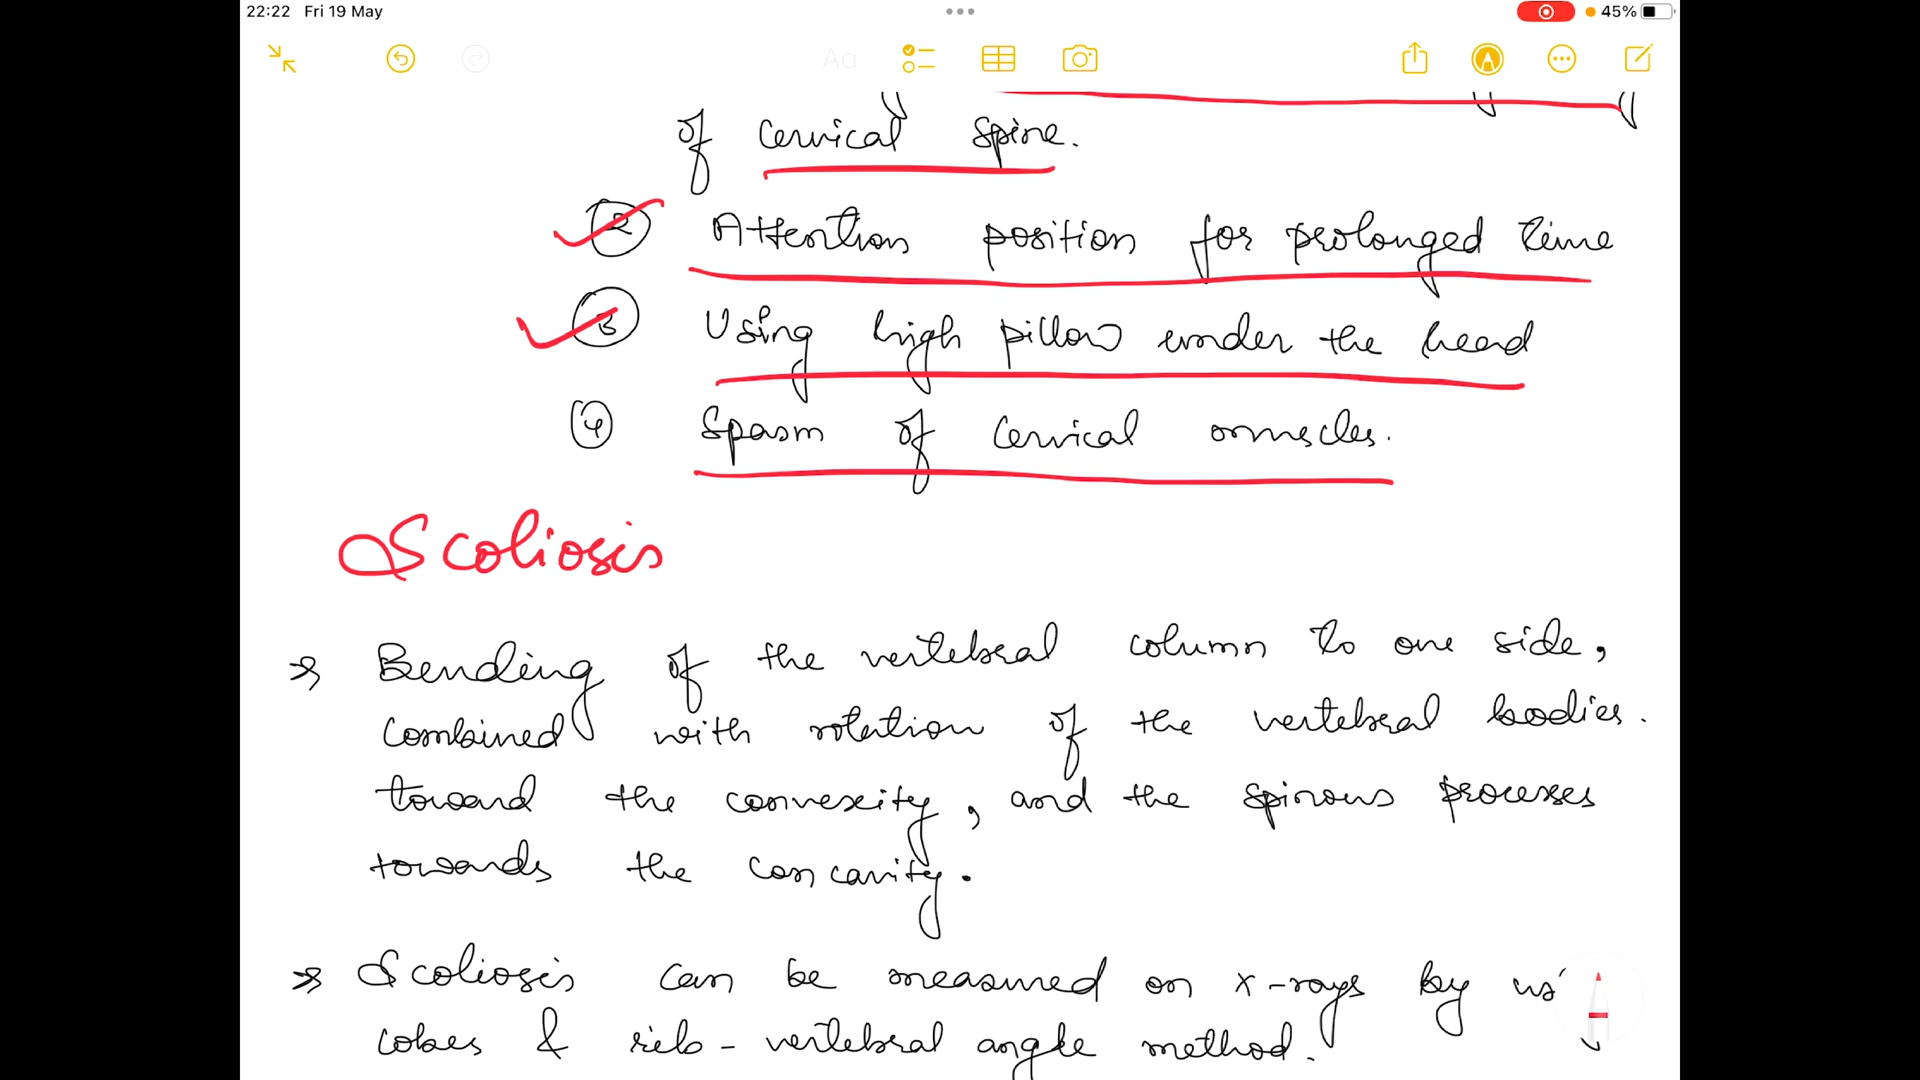 22:22 Fri 19 May
45%
Aa
of cervical spine.
2 Attention position for prolonged time
3 Using high pillow under the head
4 Spasm of cervical muscles.
Scoliosis
→ Bending of the vertebral column to one side,
combined with rotation of the vertebral bodies.
toward the convexity, and the spinous processes
towards the concavity.
→ Scoliosis can be measured on x-rays by
cobes & rib-vertebral angle method.